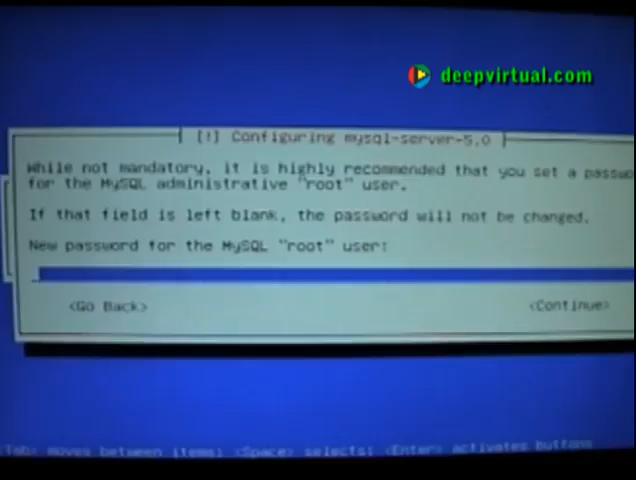 deepvirtual.com
[!] Configuring mysql-server-5.0
While not mandatory, it is highly recommended that you set a
for the MySQL administrative "root" user.
If that field is left blank, the password will not be changed.
New password for the MySQL "root" user:
<Go Back>
<Continue>
<Tab> moves between items; <Space> selects; <Enter> activates buttons